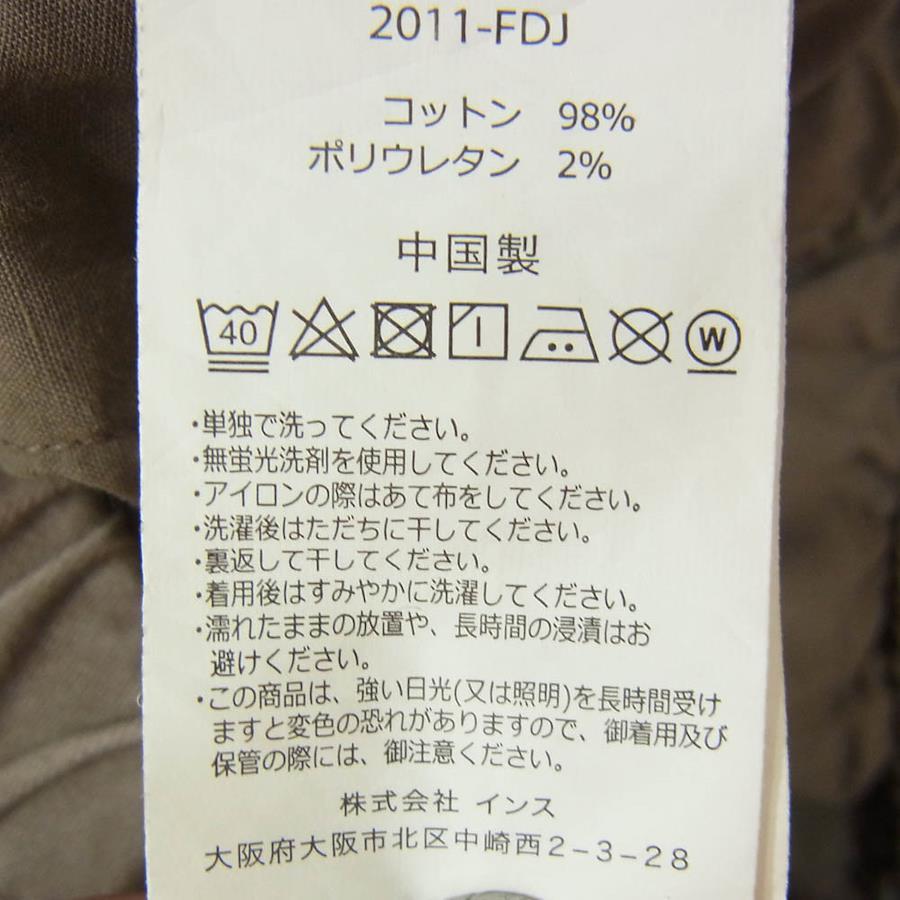 2011-FDJ
コットン 98%
ポリウレタン 2%
中国製
40 W
・単独で洗ってください。
・無蛍光洗剤を使用してください。
・アイロンの際はあて布をしてください。
・洗濯後はただちに干してください。
・裏返して干してください。
・着用後はすみやかに洗濯してください。
・濡れたままの放置や、長時間の浸漬はお
避けください。
・この商品は、強い日光(又は照明)を長時間受け
ますと変色の恐れがありますので、御着用及び
保管の際には、御注意ください。
株式会社 インス
大阪府大阪市北区中崎西2-3-28